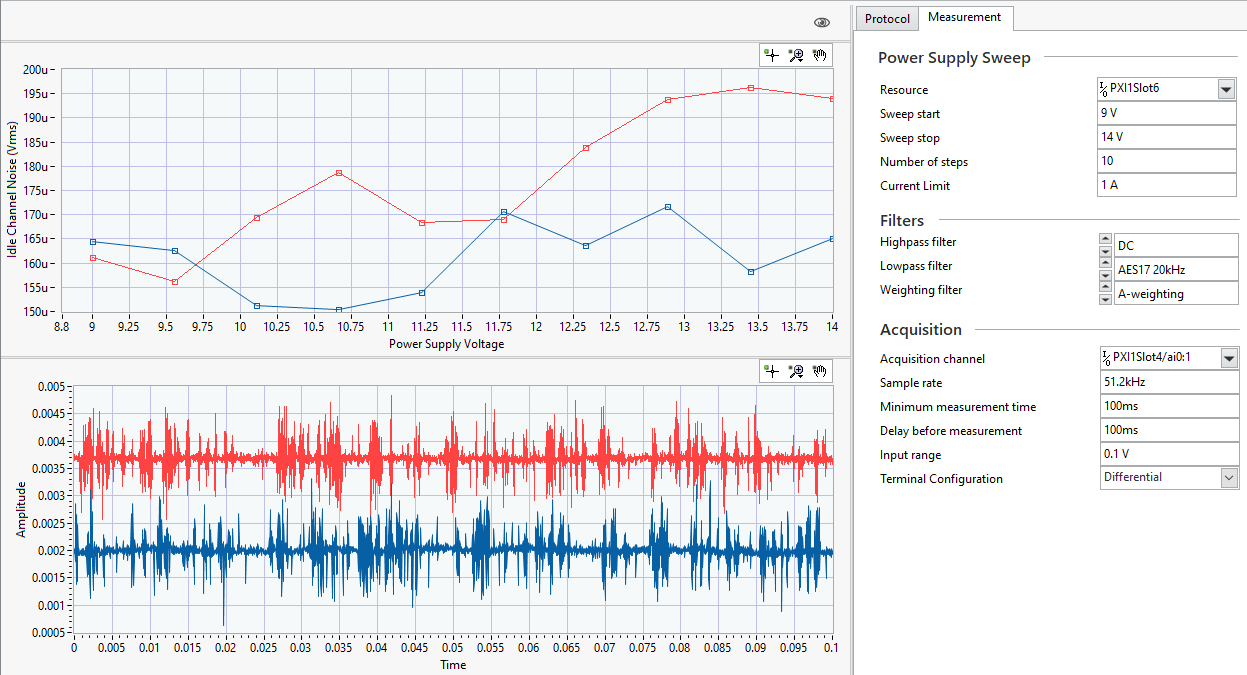 Protocol
Measurement
200u
195u
190u
185u
180u
175u
170u
165u
160u
155u
150u
Idle Channel Noise (Vrms)
8.8 9 9.25 9.5 9.75 10 10.25 10.5 10.75 11 11.25 11.5 11.75 12 12.25 12.5 12.75 13 13.25 13.5 13.75 14
Power Supply Voltage
0.005
0.0045
0.004
0.0035
0.003
0.0025
0.002
0.0015
0.001
0.0005
Amplitude
0 0.005 0.01 0.015 0.02 0.025 0.03 0.035 0.04 0.045 0.05 0.055 0.06 0.065 0.07 0.075 0.08 0.085 0.09 0.095 0.1
Time
Power Supply Sweep
Resource PXI1Slot6
Sweep start 9 V
Sweep stop 14 V
Number of steps 10
Current Limit 1 A
Filters
Highpass filter DC
Lowpass filter AES17 20kHz
Weighting filter A-weighting
Acquisition
Acquisition channel PXI1Slot4/ai0:1
Sample rate 51.2kHz
Minimum measurement time 100ms
Delay before measurement 100ms
Input range 0.1 V
Terminal Configuration Differential